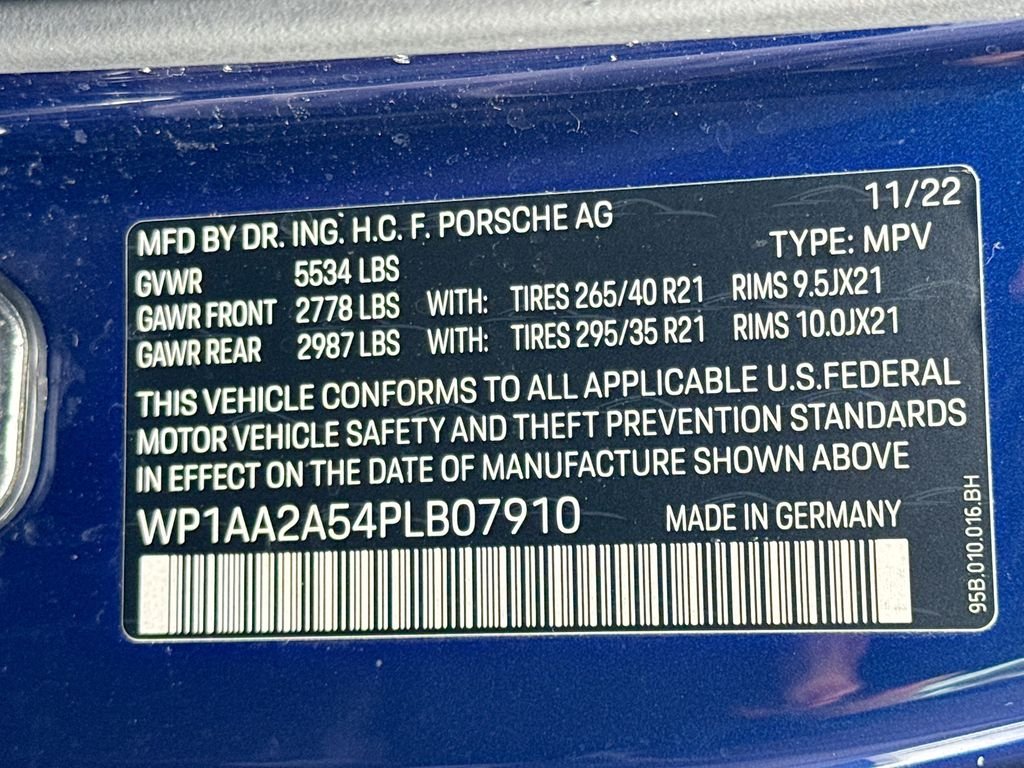 11/22
MFD BY DR. ING. H.C. F. PORSCHE AG
TYPE: MPV
GVWR 5534 LBS
GAWR FRONT 2778 LBS WITH: TIRES 265/40 R21 RIMS 9.5JX21
GAWR REAR 2987 LBS WITH: TIRES 295/35 R21 RIMS 10.0JX21
THIS VEHICLE CONFORMS TO ALL APPLICABLE U.S.FEDERAL
MOTOR VEHICLE SAFETY AND THEFT PREVENTION STANDARDS
IN EFFECT ON THE DATE OF MANUFACTURE SHOWN ABOVE
WP1AA2A54PLB07910 MADE IN GERMANY
95B.010.016.BH